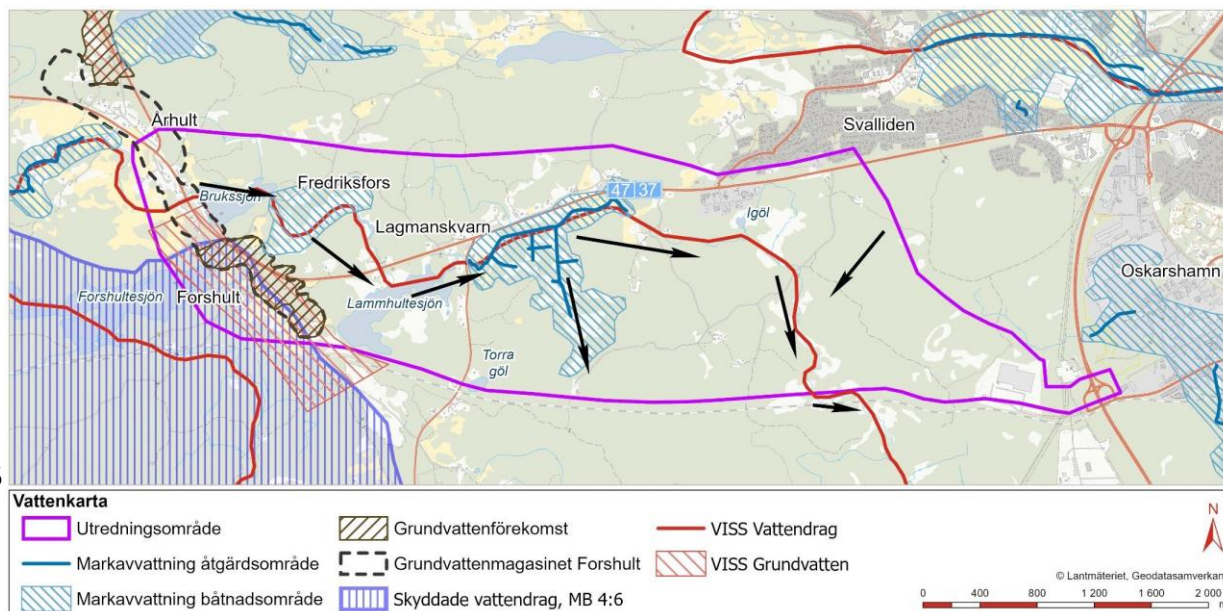 Århult
Svalliden
Fredriksfors
Brukssjön
47 37
Igöl
Lagmanskvarn
Oskarshamn
Forshultesjön
Forshult
Lammhultesjön
Torra
göl
Vattenkarta
Utredningsområde
Markavvattning åtgärdsområde
Markavvattning båtnadsområde
Grundvattenförekomst
Grundvattenmagasinet Forshult
Skyddade vattendrag, MB 4:6
VISS Vattendrag
VISS Grundvatten
N
© Lantmäteriet, Geodatasamverkan
0 400 800 1 200 1 600 2 000